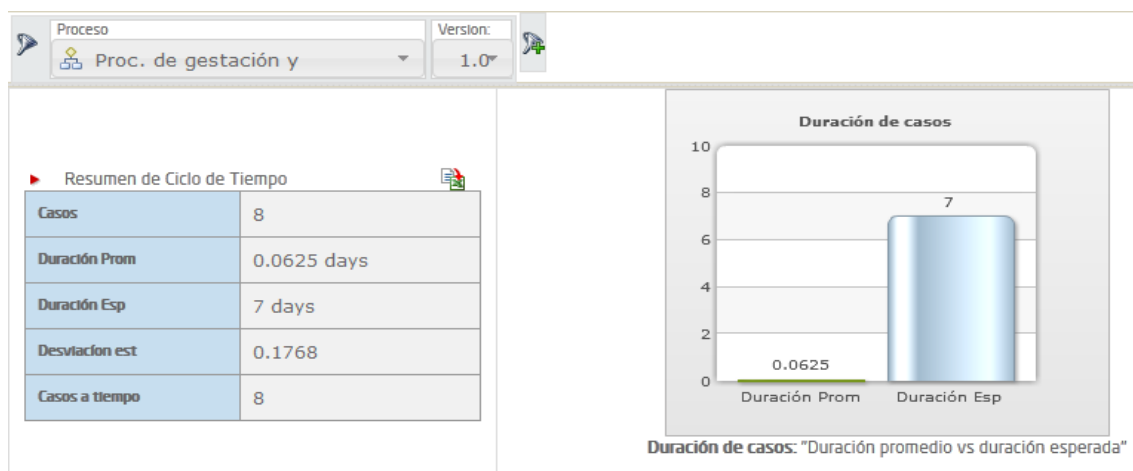 Proceso
Version:
Proc. de gestación y
1.0
Resumen de Ciclo de Tiempo
Casos 8
Duración Prom 0.0625 days
Duración Esp 7 days
Desviacíon est 0.1768
Casos a tiempo 8
Duración de casos
10
8
7
6
4
2
0.0625
0
Duración Prom Duración Esp
Duración de casos: "Duración promedio vs duración esperada"